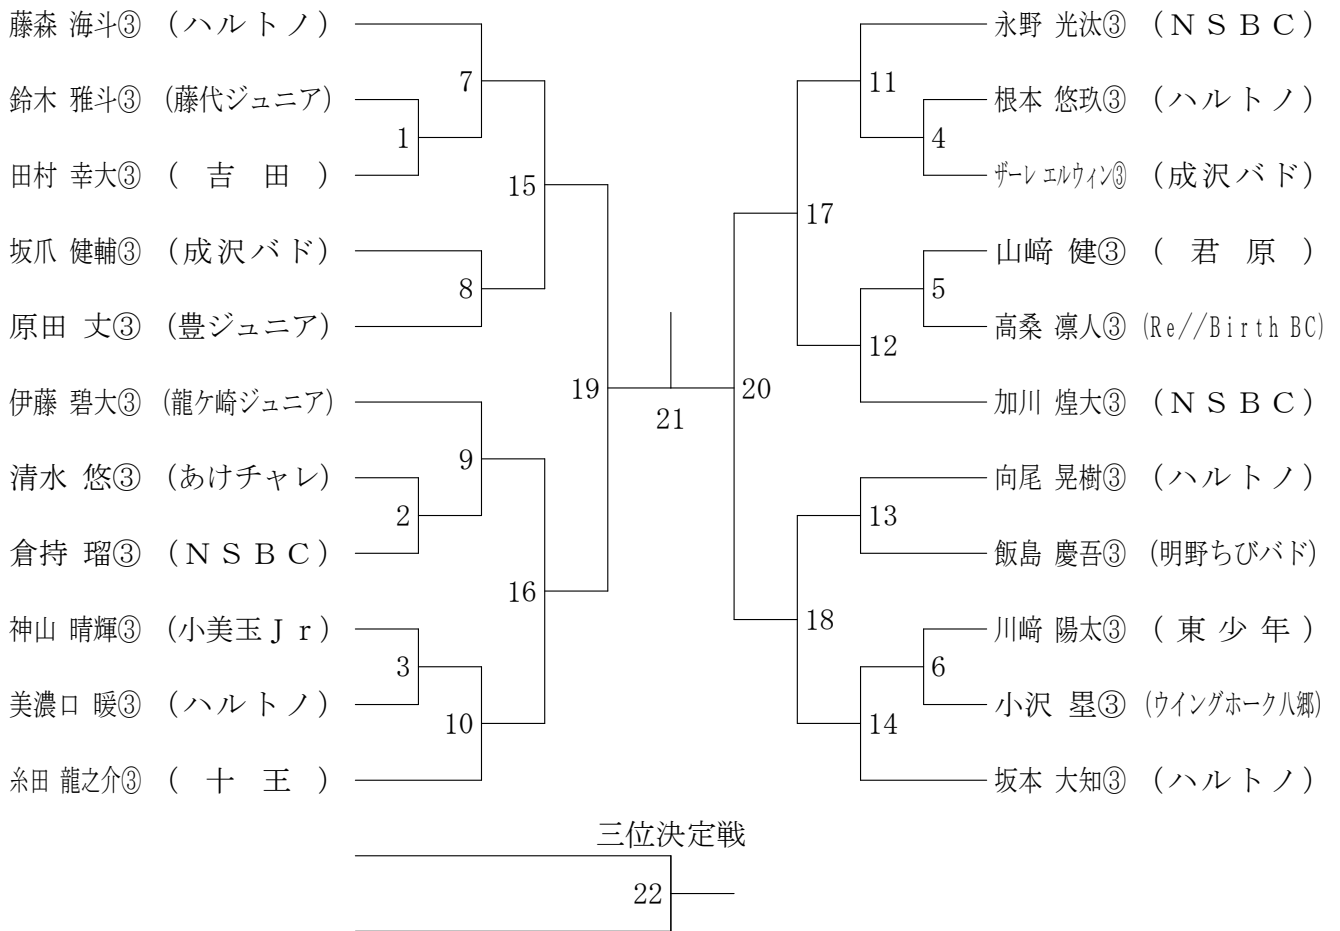 藤森 海斗③ (ハルトノ)
鈴木 雅斗③ (藤代ジュニア)
田村 幸大③ (吉田)
坂爪 健輔③ (成沢バド)
原田 丈③ (豊ジュニア)
伊藤 碧大③ (龍ケ崎ジュニア)
清水 悠③ (あけチャレ)
倉持 瑠③ (NSBC)
神山 晴輝③ (小美玉Jr)
美濃口 暖③ (ハルトノ)
糸田 龍之介③ (十王)
7
1
15
8
19
9
2
16
3
10
21
永野 光汰③ (NSBC)
根本 悠玖③ (ハルトノ)
ザーレ エルウィン③ (成沢バド)
山﨑 健③ (君原)
高桑 凛人③ (Re//Birth BC)
加川 煌大③ (NSBC)
向尾 晃樹③ (ハルトノ)
飯島 慶吾③ (明野ちびバド)
川﨑 陽太③ (東少年)
小沢 塁③ (ウイングホーク八郷)
坂本 大知③ (ハルトノ)
11
4
17
5
12
20
13
18
6
14
三位決定戦
22